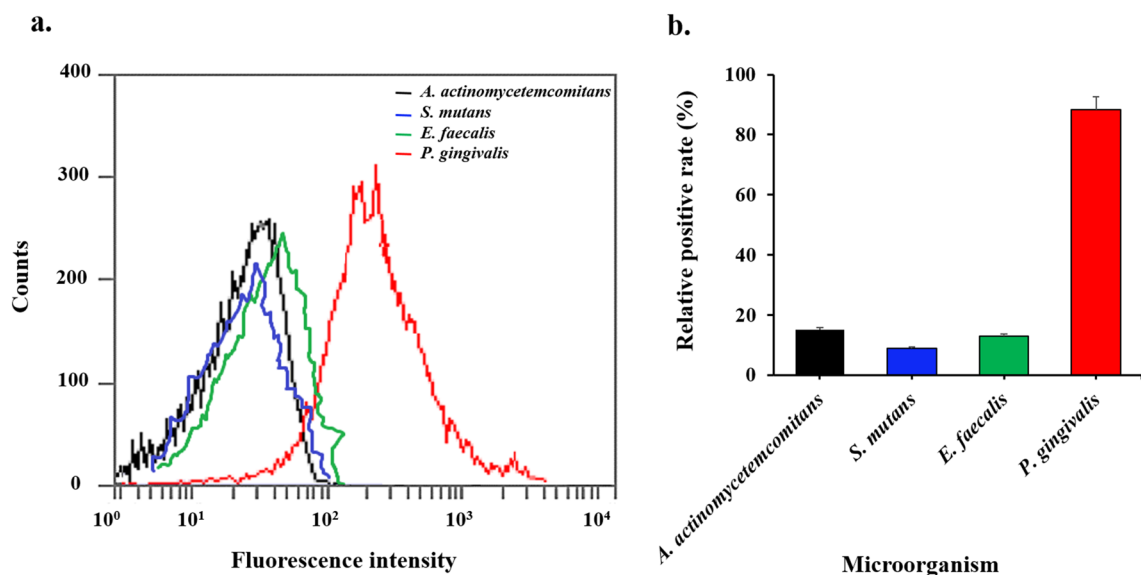 a.
400
300
200
100
0
Counts
10⁰ 10¹ 10² 10³ 10⁴
Fluorescence intensity
A. actinomycetemcomitans
S. mutans
E. faecalis
P. gingivalis
b.
100
80
60
40
20
0
Relative positive rate (%)
A. actinomycetemcomitans
S. mutans
E. faecalis
P. gingivalis
Microorganism